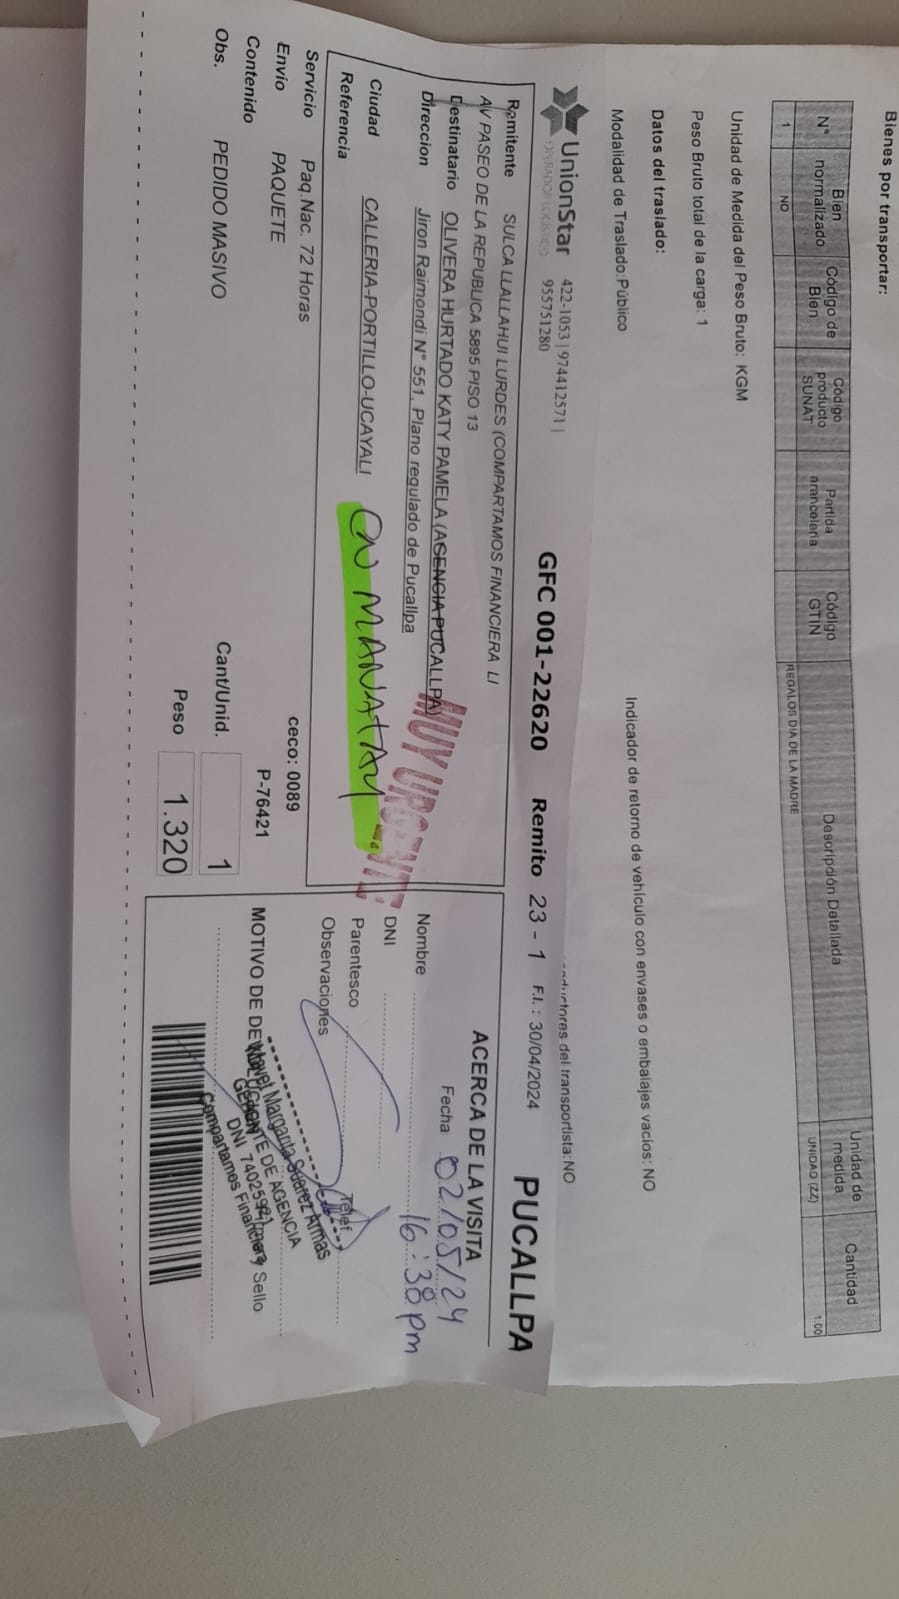 Bienes por transportar:
N° Bien normalizado Código de Bien Código producto SUNAT Partida arancelaria Código GTIN Descripción Detallada Unidad de medida Cantidad
1 NO REGALOS DIA DE LA MADRE UNIDAD (ZZ) 1.00
Unidad de Medida del Peso Bruto: KGM
Peso Bruto total de la carga: 1
Datos del traslado:
Indicador de retorno de vehículo con envases o embalajes vacios: NO
Modalidad de Traslado:Público
del transportista:NO
UnionStar 422-1053 | 974412571 |
OPERADOR LOGISTICO 955751280
GFC 001-22620 Remito 23 - 1 F.I.: 30/04/2024 PUCALLPA
Remitente SULCA LLALLAHUI LURDES (COMPARTAMOS FINANCIERA LI
AV PASEO DE LA REPUBLICA 5895 PISO 13
Destinatario OLIVERA HURTADO KATY PAMELA (AGENCIA PUCALLPA)
Direccion Jiron Raimondi N° 551. Plano regulado de Pucallpa
MUY URGENTE
Ciudad CALLERIA-PORTILLO-UCAYALI
Referencia
MANATAY
Servicio Paq.Nac. 72 Horas ceco: 0089
Envio PAQUETE P-76421
Contenido
Obs. PEDIDO MASIVO
Cant/Unid. 1
Peso 1.320
ACERCA DE LA VISITA
Fecha 02/05/24
16:38 pm
Nombre
DNI
Parentesco
Telef.
Observaciones
MOTIVO DE
Margarita Suarez Armas
GERENTE DE AGENCIA
DNI
Compartamos Financiera
Sello